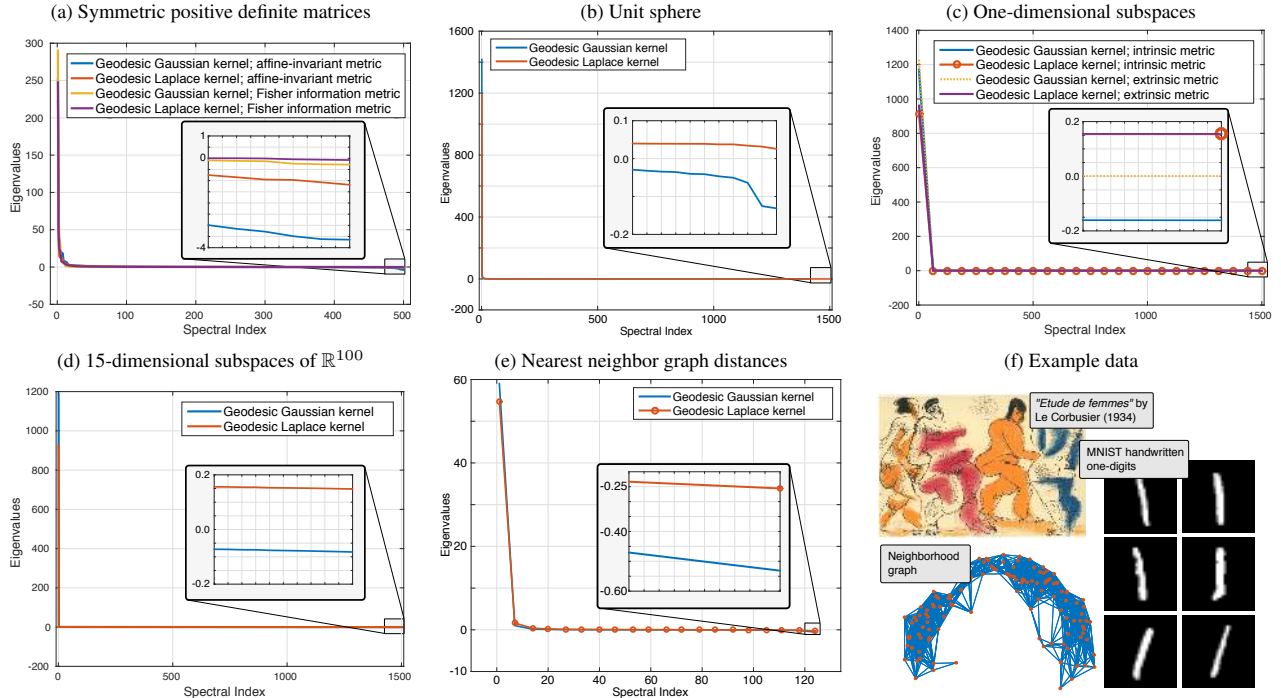 (a) Symmetric positive definite matrices
300
250
200
150
100
50
0
-50
Eigenvalues
Geodesic Gaussian kernel; affine-invariant metric
Geodesic Laplace kernel; affine-invariant metric
Geodesic Gaussian kernel; Fisher information metric
Geodesic Laplace kernel; Fisher information metric
1
0
-4
0 100 200 300 400 500
Spectral Index
(b) Unit sphere
1600
1400
1200
1000
800
600
400
200
0
-200
Eigenvalues
Geodesic Gaussian kernel
Geodesic Laplace kernel
0.1
0.0
-0.2
0 500 1000 1500
Spectral Index
(c) One-dimensional subspaces
1400
1200
1000
800
600
400
200
0
-200
Eigenvalues
Geodesic Gaussian kernel; intrinsic metric
Geodesic Laplace kernel; intrinsic metric
Geodesic Gaussian kernel; extrinsic metric
Geodesic Laplace kernel; extrinsic metric
0.2
0.0
-0.2
0 500 1000 1500
Spectral Index
(d) 15-dimensional subspaces of ℝ¹⁰⁰
1200
1000
800
600
400
200
0
-200
Eigenvalues
Geodesic Gaussian kernel
Geodesic Laplace kernel
0.2
0.0
-0.2
0 500 1000 1500
Spectral Index
(e) Nearest neighbor graph distances
60
50
40
30
20
10
0
-10
Eigenvalues
Geodesic Gaussian kernel
Geodesic Laplace kernel
-0.25
-0.40
-0.60
0 20 40 60 80 100 120
Spectral Index
(f) Example data
"Etude de femmes" by
Le Corbusier (1934)
MNIST handwritten
one-digits
Neighborhood
graph